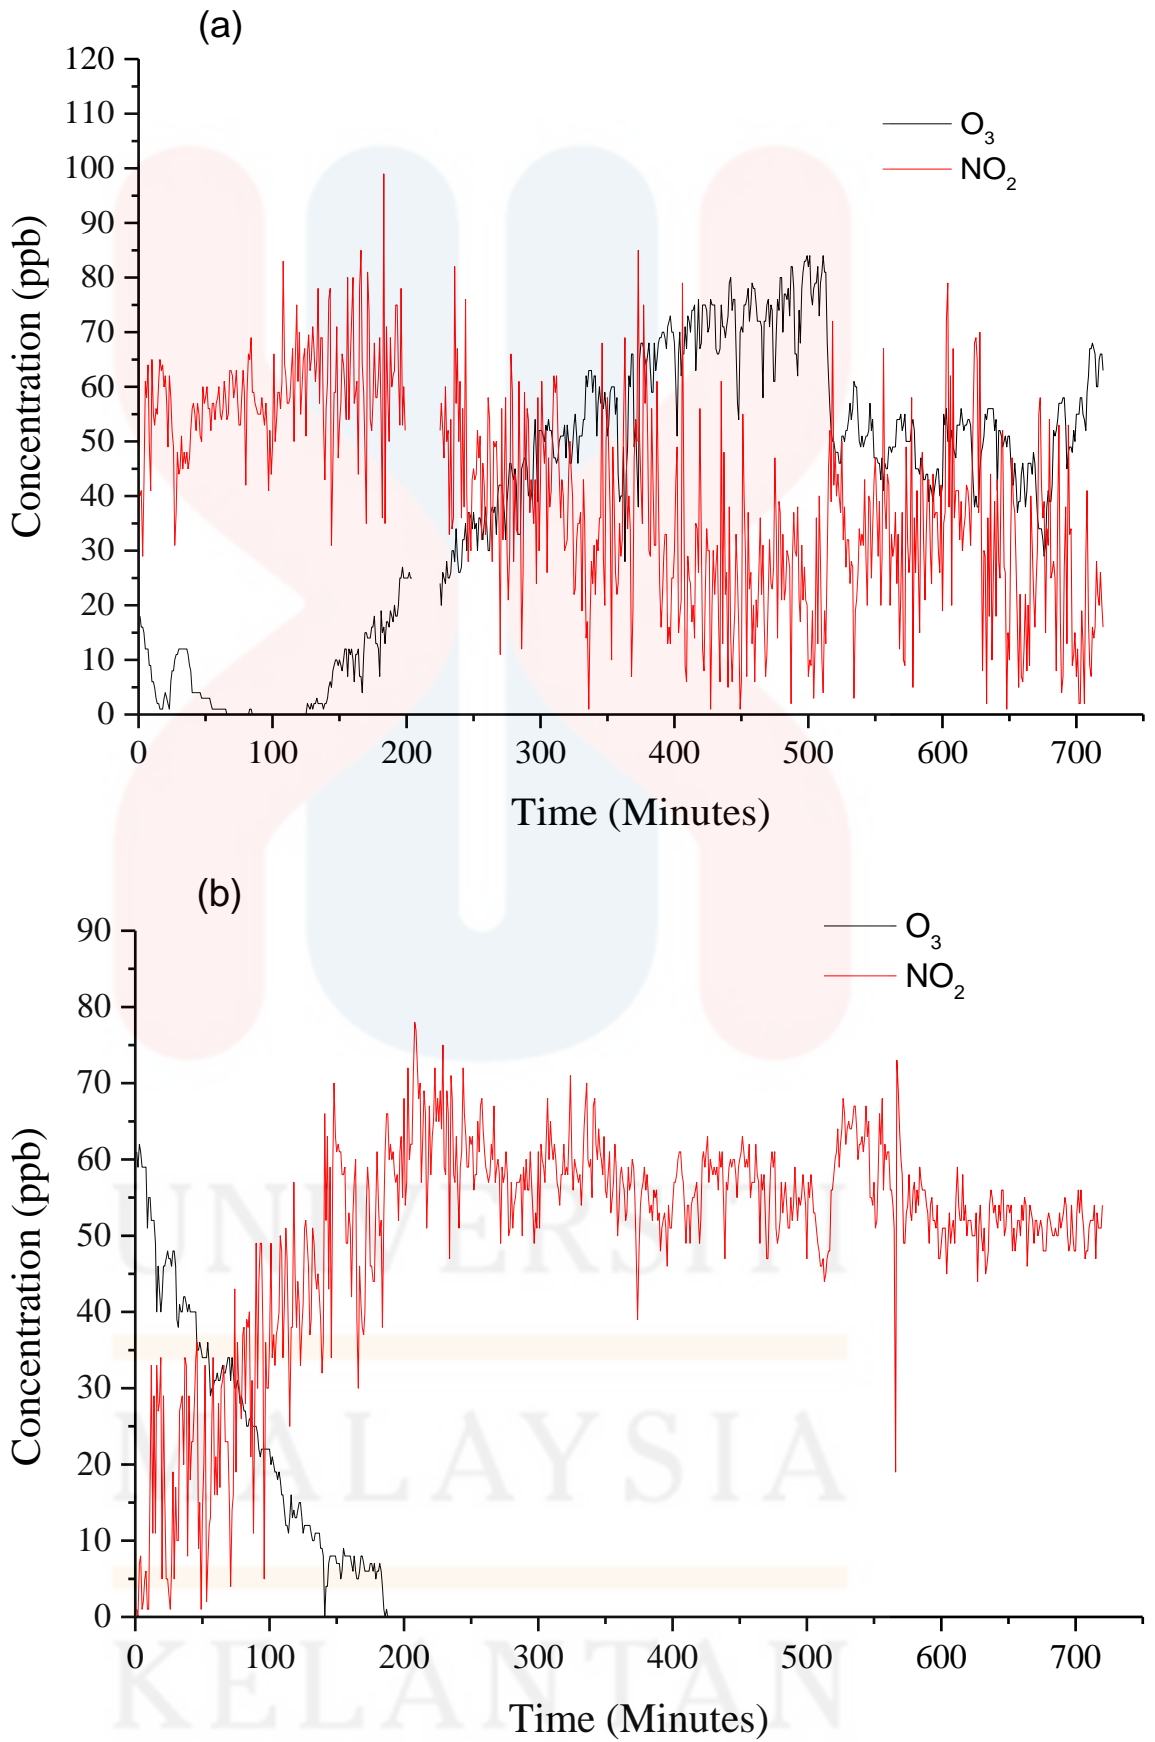 (a)
120
110
100
90
80
70
60
50
40
30
20
10
0
O₃
NO₂
Concentration (ppb)
0 100 200 300 400 500 600 700
Time (Minutes)
(b)
90
80
70
60
50
40
30
20
10
0
O₃
NO₂
Concentration (ppb)
0 100 200 300 400 500 600 700
Time (Minutes)
UNIVERSITI
MALAYSIA
KELANTAN